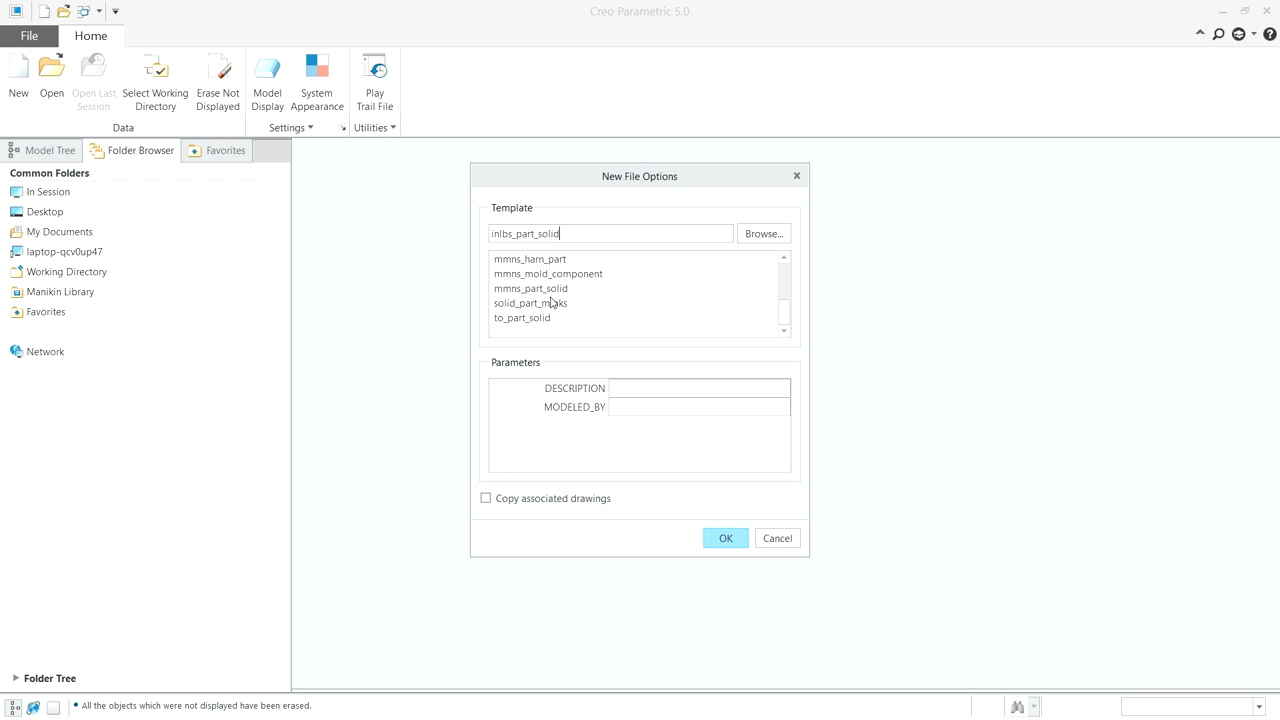 Creo Parametric 5.0
File
Home
New
Open
Open Last
Session
Select Working
Directory
Erase Not
Displayed
Model
Display
System
Appearance
Play
Trail File
Data
Settings
Utilities
Model Tree
Folder Browser
Favorites
Common Folders
In Session
Desktop
My Documents
laptop-qcv0up47
Working Directory
Manikin Library
Favorites
Network
Folder Tree
New File Options
Template
inlbs_part_solid
Browse...
mmns_harn_part
mmns_mold_component
mmns_part_solid
to_part_solid
Parameters
DESCRIPTION
MODELED_BY
Copy associated drawings
OK
Cancel
All the objects which were not displayed have been erased.